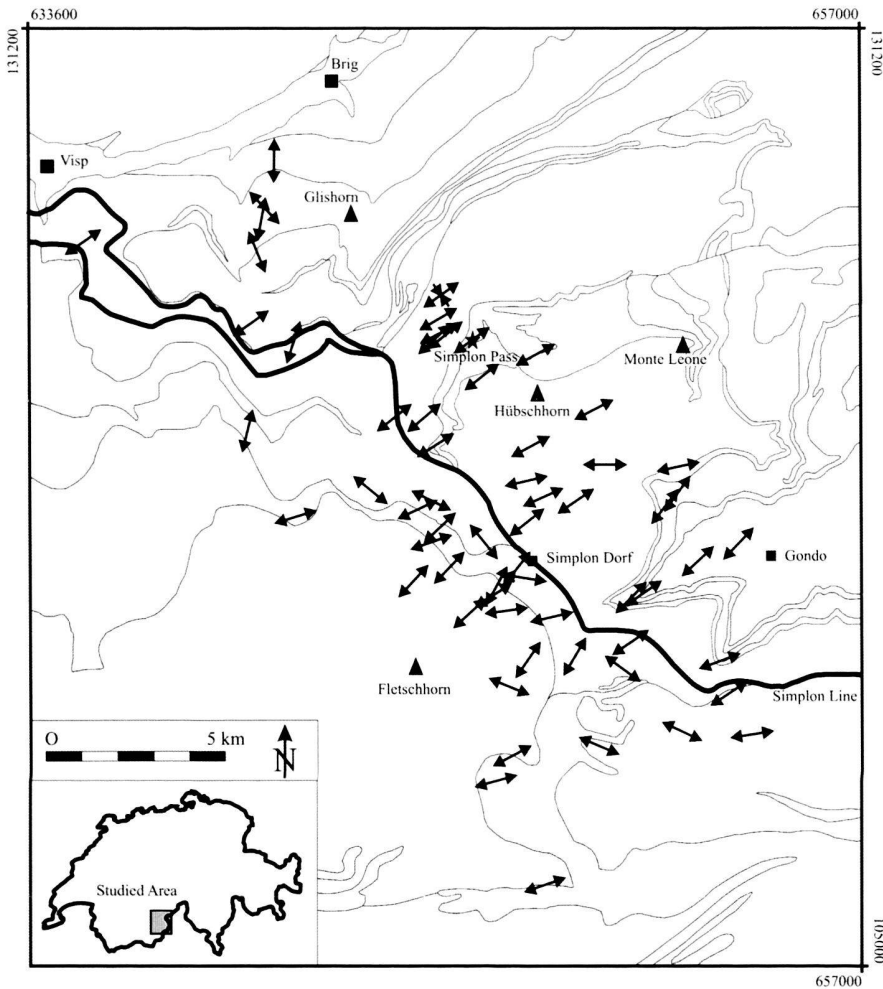 633600
657000
131200
131200
Brig
Visp
Glishorn
Simplon Pass
Monte Leone
Hübschhorn
Simplon Dorf
Gondo
Fletschhorn
Simplon Line
O
5 km
N
Studied Area
1050000
657000